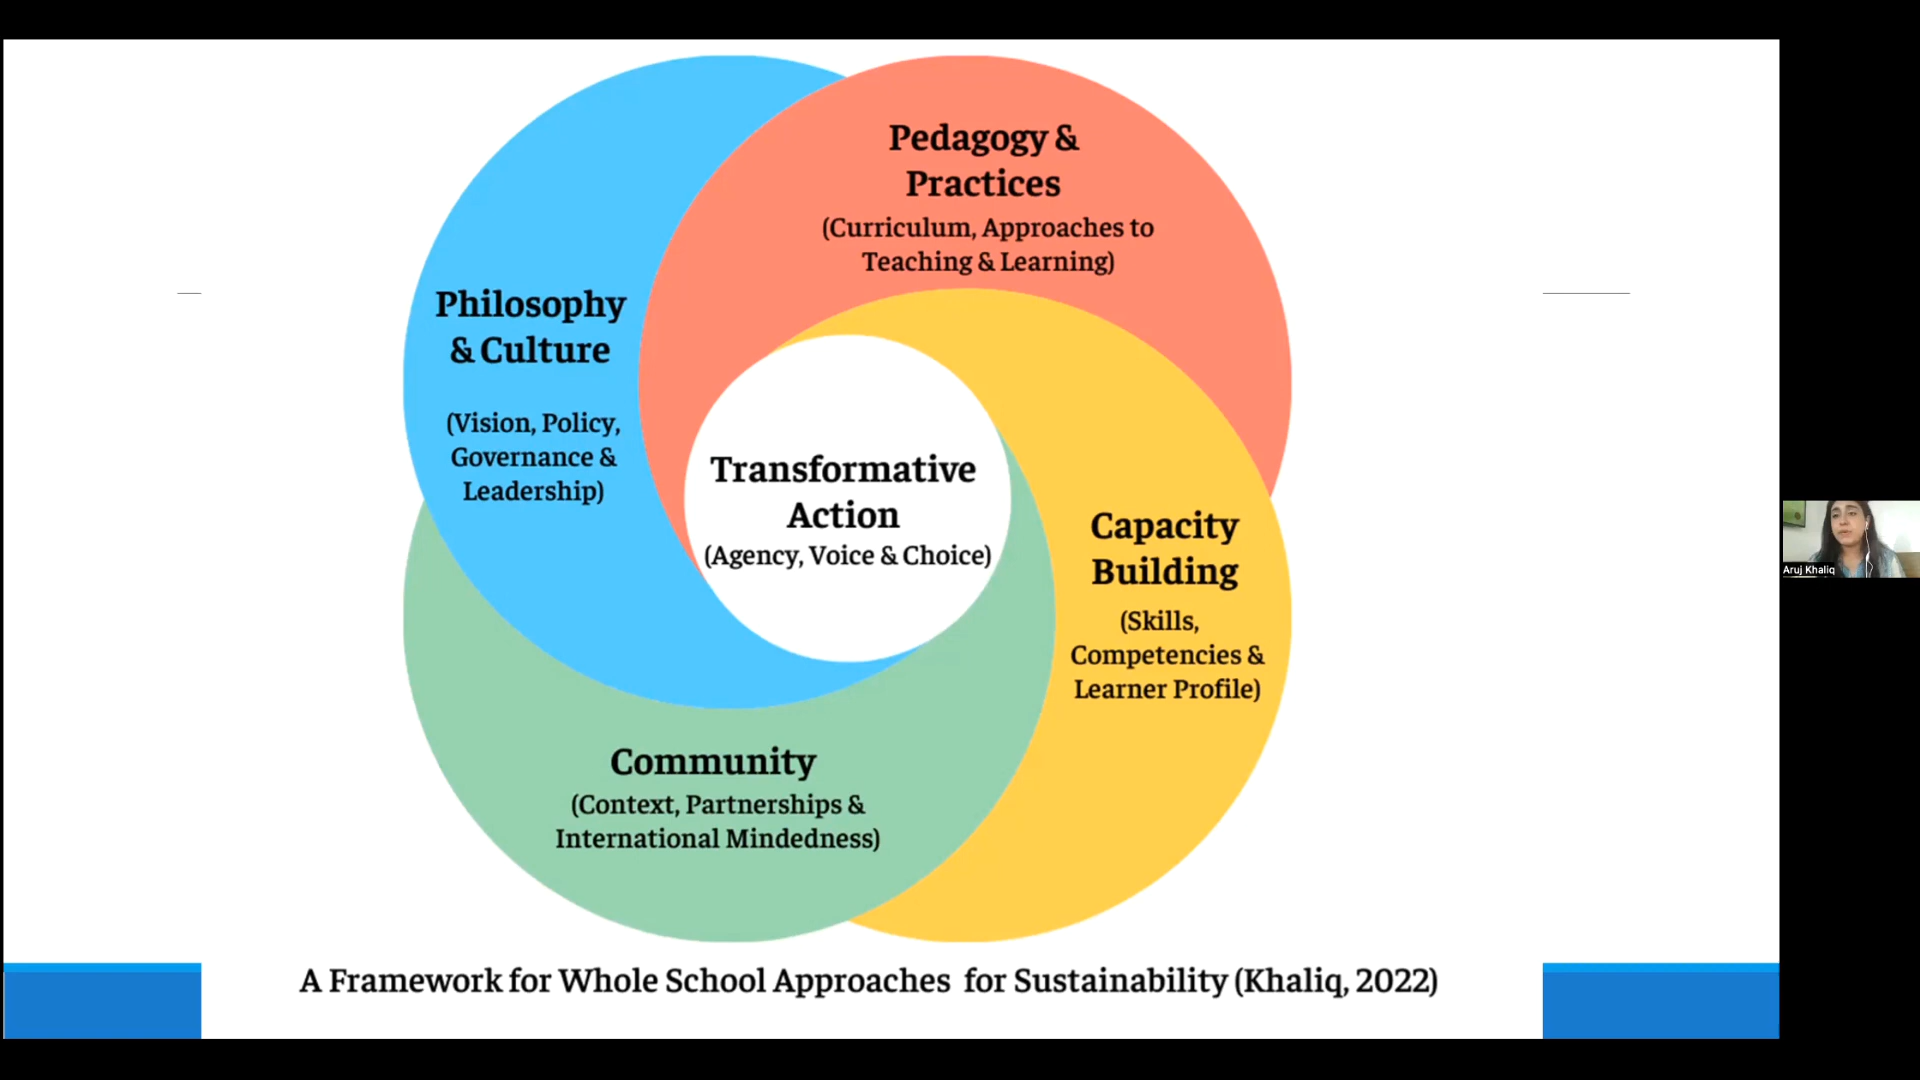 Pedagogy &
Practices
(Curriculum, Approaches to
Teaching & Learning)
Philosophy
& Culture
(Vision, Policy,
Governance &
Leadership)
Transformative
Action
(Agency, Voice & Choice)
Capacity
Building
(Skills,
Competencies &
Learner Profile)
Community
(Context, Partnerships &
International Mindedness)
A Framework for Whole School Approaches for Sustainability (Khaliq, 2022)
Aruj Khaliq